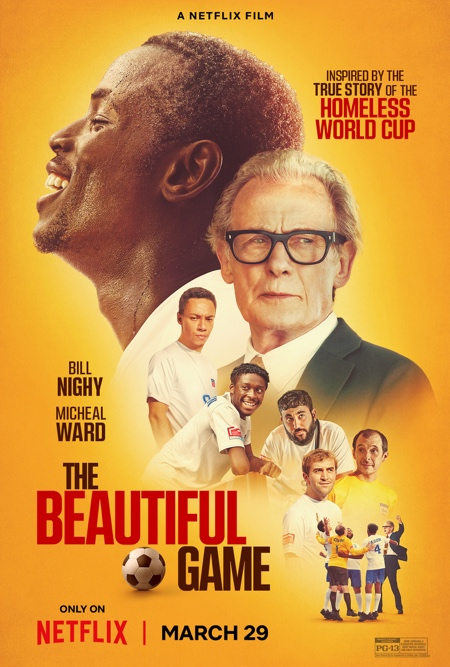 A NETFLIX FILM
INSPIRED BY THE
TRUE STORY OF THE
HOMELESS
WORLD CUP
BILL
NIGHY
MICHEAL
WARD
THE
BEAUTIFUL
GAME
ONLY ON
NETFLIX | MARCH 29
PG-13